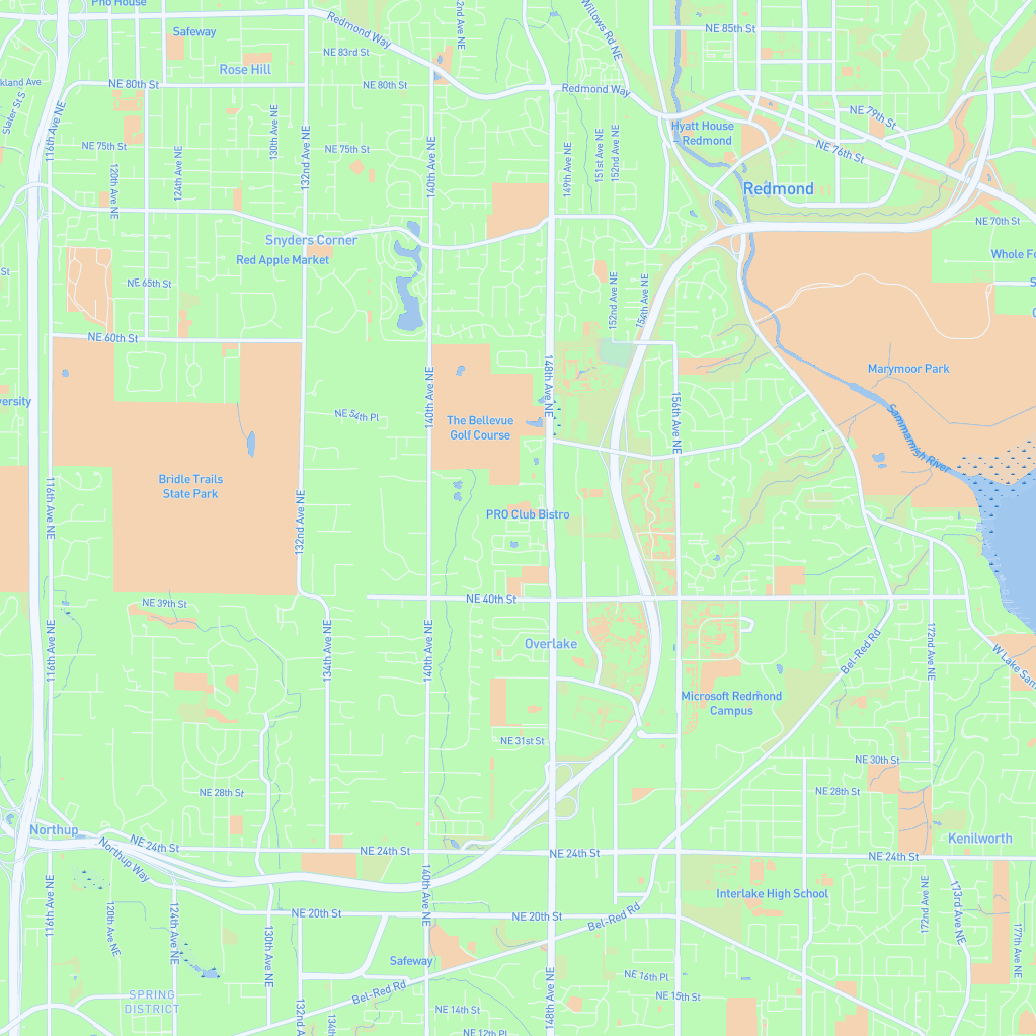 Pho House
Safeway
Redmond Way
NE 83rd St
Willows Rd NE
NE 85th St
Rose Hill
NE 80th St
NE 80th St
Redmond Way
NE 79th St
Slater St S
116th Ave NE
130th Ave NE
132nd Ave NE
140th Ave NE
149th Ave NE
151st Ave NE
152nd Ave NE
Hyatt House
- Redmond
NE 75th St
NE 75th St
NE 76th St
120th Ave NE
124th Ave NE
Redmond
NE 70th St
Snyders Corner
Red Apple Market
Whole Fo
NE 65th St
152nd Ave NE
154th Ave NE
NE 60th St
Marymoor Park
148th Ave NE
140th Ave NE
156th Ave NE
NE 54th Pl
The Bellevue
Golf Course
Sammamish River
Bridle Trails
State Park
116th Ave NE
132nd Ave NE
PRO Club Bistro
NE 40th St
NE 39th St
116th Ave NE
134th Ave NE
140th Ave NE
Overlake
Bel-Red Rd
172nd Ave NE
W Lake Sam
Microsoft Redmond
Campus
NE 31st St
NE 30th St
NE 28th St
NE 28th St
Northup
NE 24th St
Northup Way
NE 24th St
NE 24th St
NE 24th St
Kenilworth
116th Ave NE
120th Ave NE
124th Ave NE
130th Ave NE
140th Ave NE
Interlake High School
172nd Ave NE
173rd Ave NE
177th Ave NE
NE 20th St
NE 20th St
Bel-Red Rd
Safeway
NE 16th Pl
Bel-Red Rd
148th Ave NE
SPRING
DISTRICT
NE 15th St
NE 14th St
NE 12th Pl